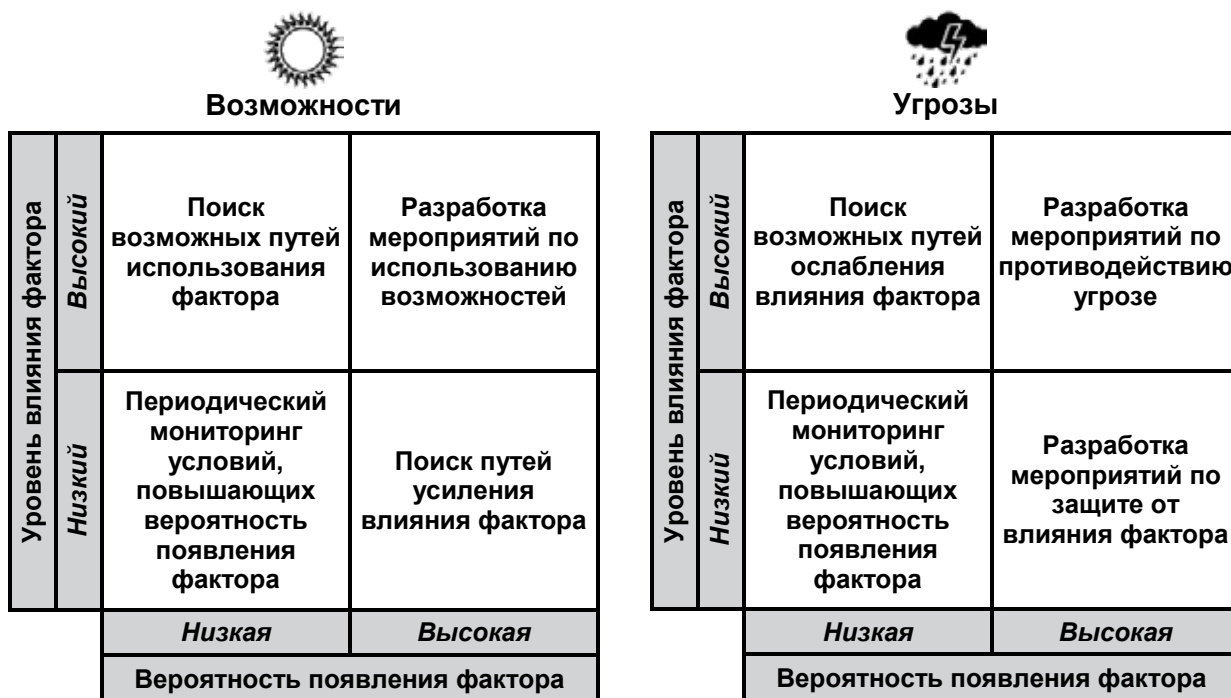 Возможности
Уровень влияния фактора
Высокий
Поиск
возможных путей
использования
фактора
Разработка
мероприятий по
использованию
возможностей
Низкий
Периодический
мониторинг
условий,
повышающих
вероятность
появления
фактора
Поиск путей
усиления
влияния фактора
Низкая
Высокая
Вероятность появления фактора
Угрозы
Уровень влияния фактора
Высокий
Поиск
возможных путей
ослабления
влияния фактора
Разработка
мероприятий по
противодействию
угрозе
Низкий
Периодический
мониторинг
условий,
повышающих
вероятность
появления
фактора
Разработка
мероприятий по
защите от
влияния фактора
Низкая
Высокая
Вероятность появления фактора